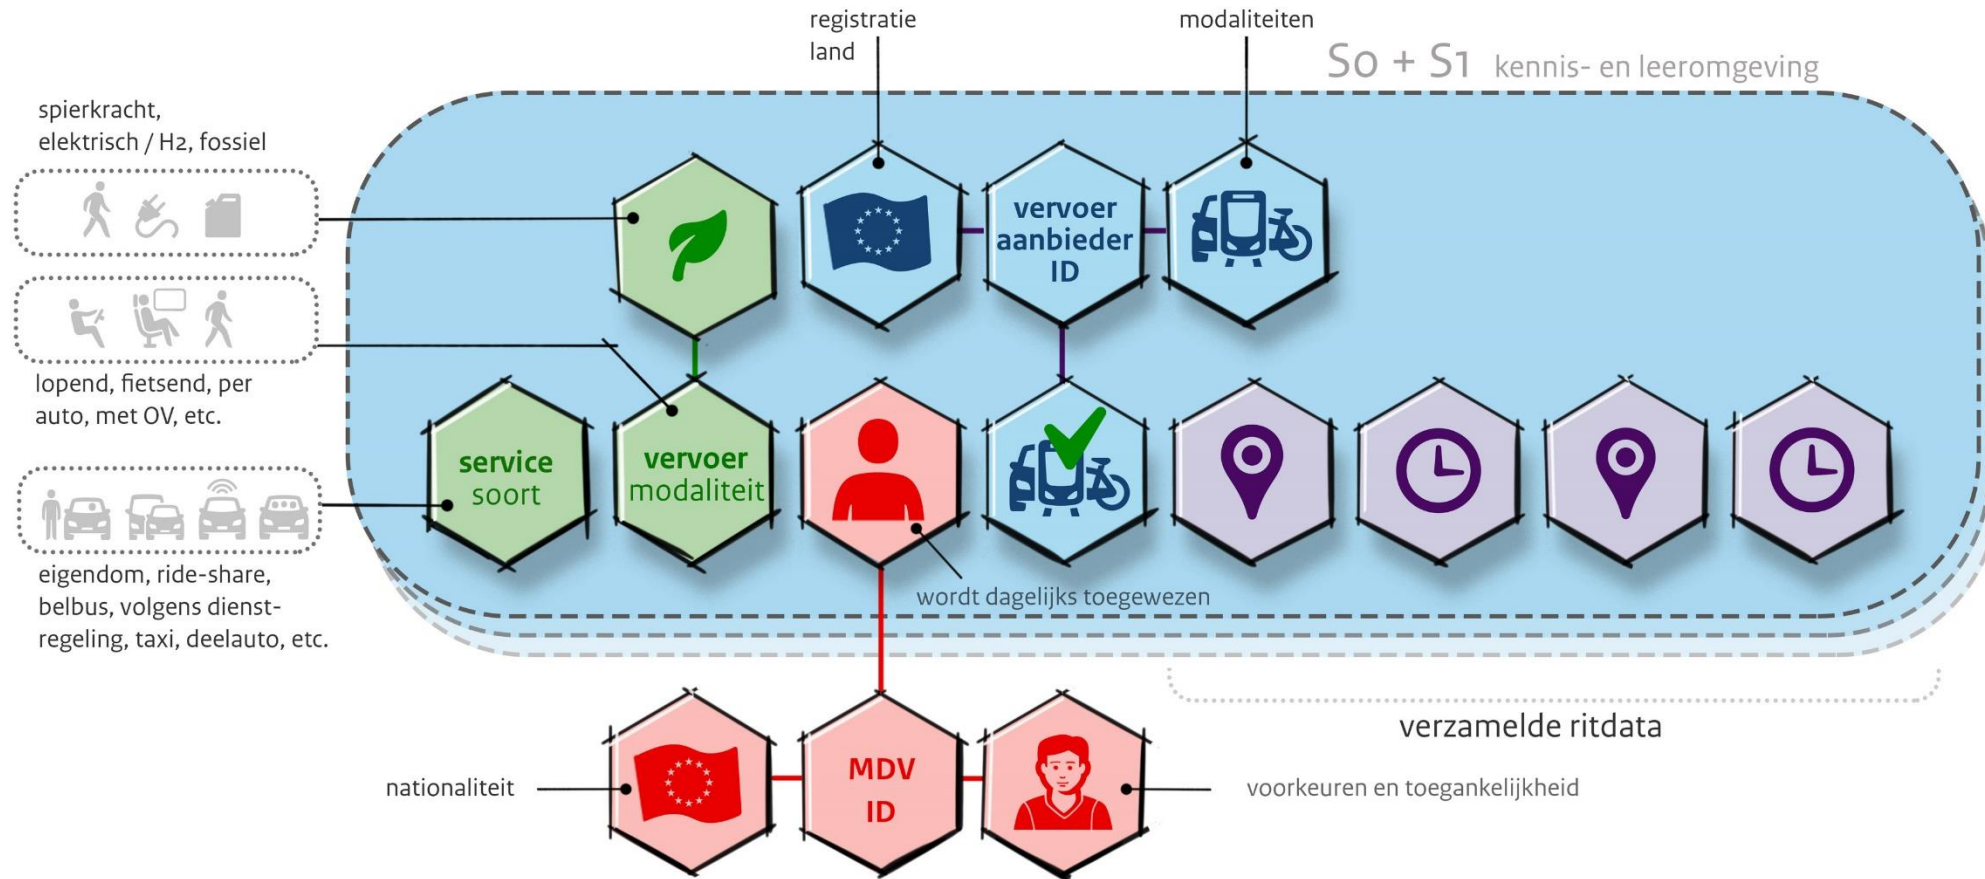 registratie
land
modaliteiten
S0 + S1 kennis- en leeromgeving
spierkracht,
elektrisch / H2, fossiel
vervoer
aanbieder
ID
lopend, fietsend, per
auto, met OV, etc.
service
soort
vervoer
modaliteit
eigendom, ride-share,
belbus, volgens dienst-
regeling, taxi, deelauto, etc.
wordt dagelijks toegewezen
verzamelde ritdata
nationaliteit
MDV
ID
voorkeuren en toegankelijkheid